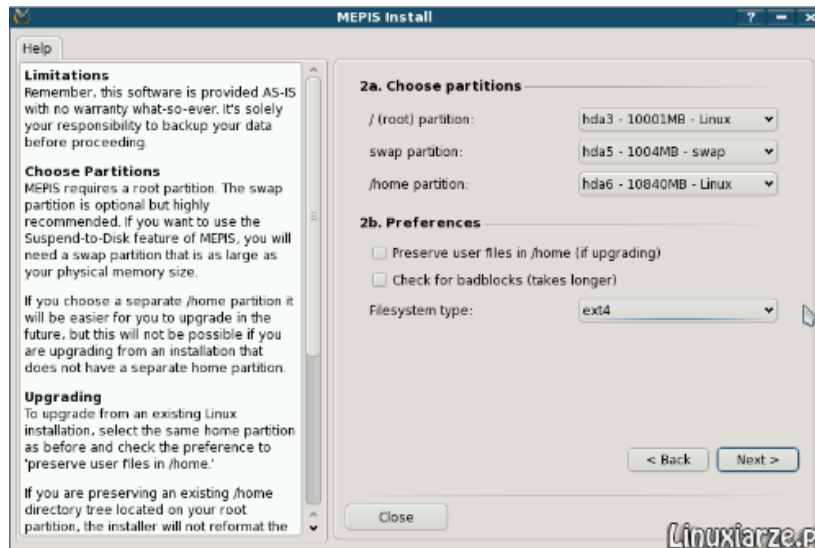 MEPIS Install
Help
Limitations
Remember, this software is provided AS-IS
with no warranty what-so-ever. It's solely
your responsibility to backup your data
before proceeding.
Choose Partitions
MEPIS requires a root partition. The swap
partition is optional but highly
recommended. If you want to use the
Suspend-to-Disk feature of MEPIS, you will
need a swap partition that is as large as
your physical memory size.
If you choose a separate /home partition it
will be easier for you to upgrade in the
future, but this will not be possible if you
are upgrading from an installation that
does not have a separate home partition.
Upgrading
To upgrade from an existing Linux
installation, select the same home partition
as before and check the preference to
'preserve user files in /home.'
If you are preserving an existing /home
directory tree located on your root
partition, the installer will not reformat the
2a. Choose partitions
/ (root) partition: hda3 - 10001MB - Linux
swap partition: hda5 - 1004MB - swap
/home partition: hda6 - 10840MB - Linux
2b. Preferences
Preserve user files in /home (if upgrading)
Check for badblocks (takes longer)
Filesystem type: ext4
< Back Next >
Close
Linuxiarze.p